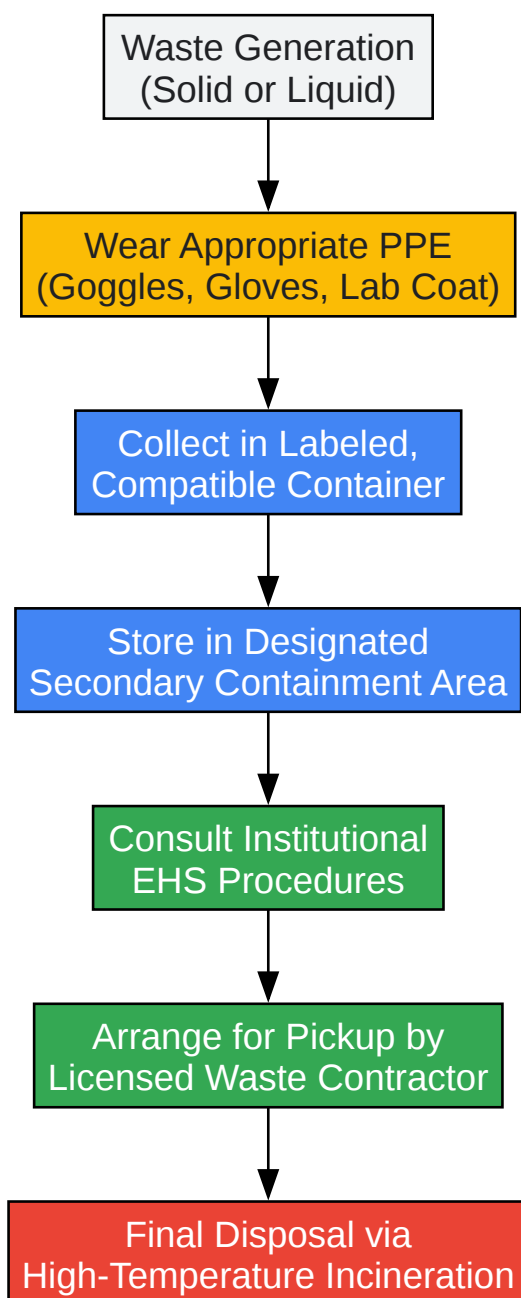 Waste Generation
(Solid or Liquid)
Wear Appropriate PPE
(Goggles, Gloves, Lab Coat)
Collect in Labeled,
Compatible Container
Store in Designated
Secondary Containment Area
Consult Institutional
EHS Procedures
Arrange for Pickup by
Licensed Waste Contractor
Final Disposal via
High-Temperature Incineration